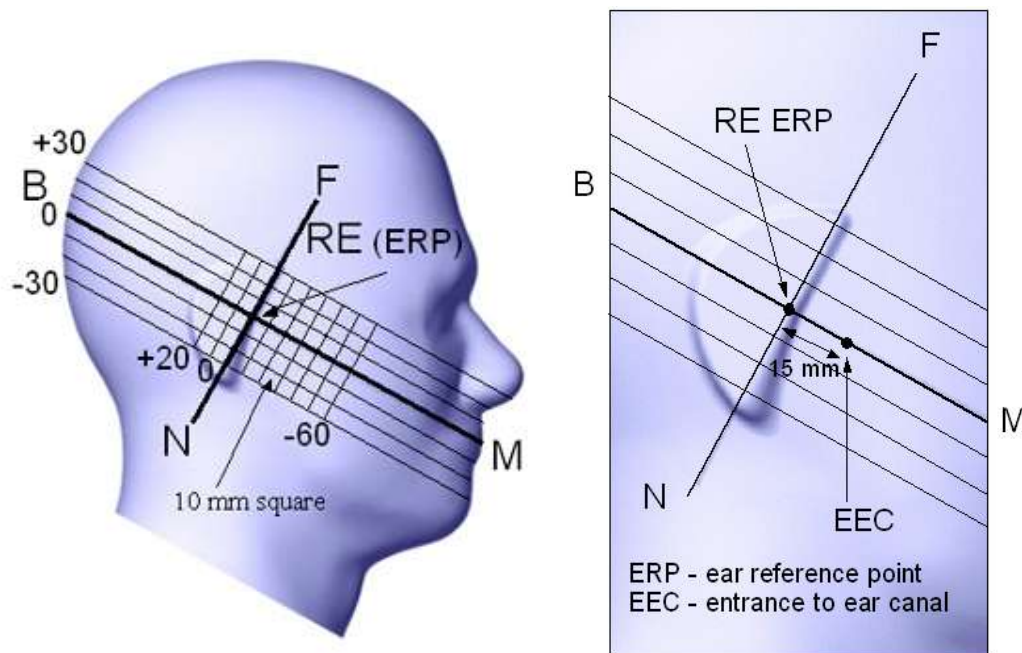 +30
B
0
-30
F
RE (ERP)
+20
0
N
-60
M
10 mm square
F
RE ERP
B
15 mm
M
N
EEC
ERP - ear reference point
EEC - entrance to ear canal